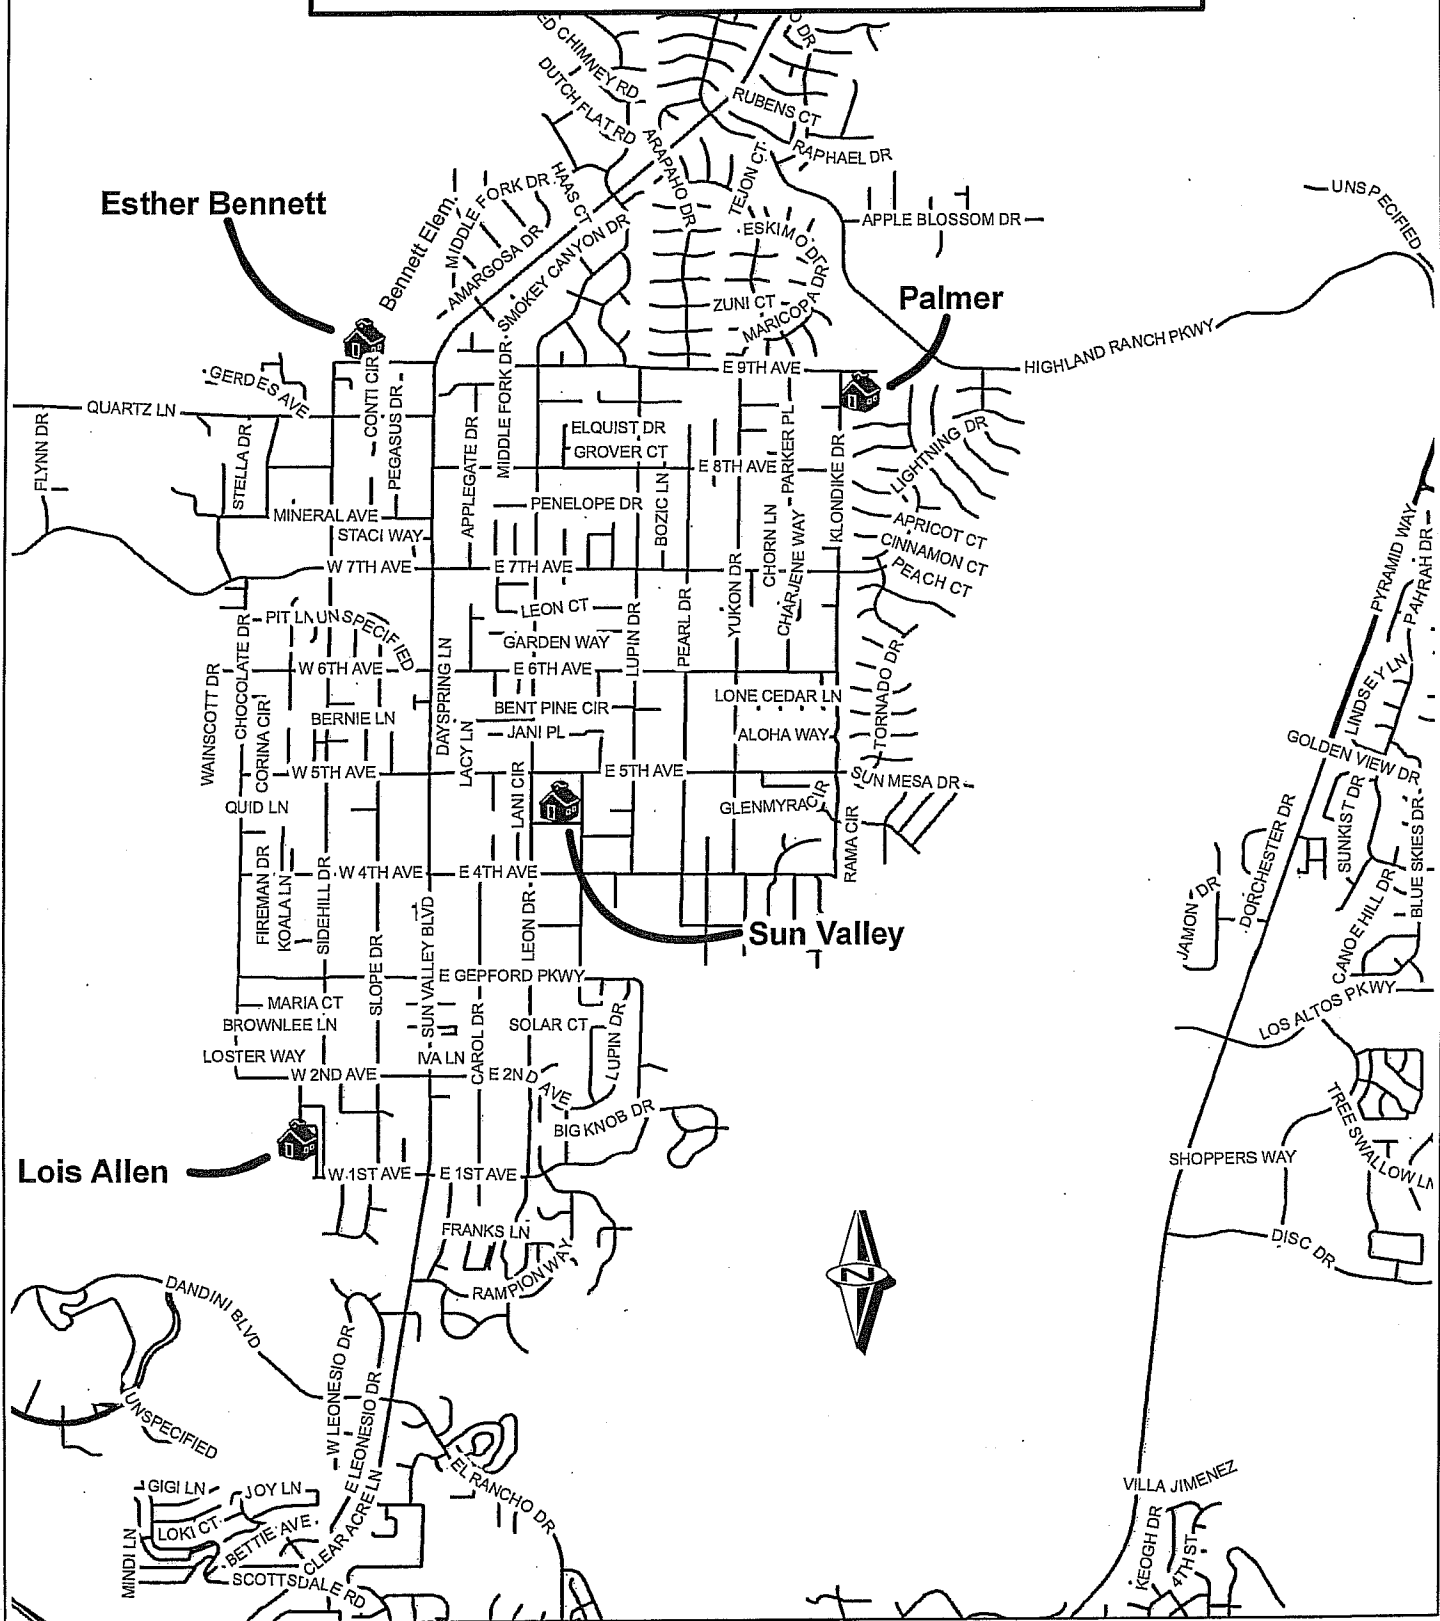 ED CHIMNEY RD
O DR
DUTCH FLAT RD
RUBENS CT
ARAPAHO DR
RAPHAEL DR
TEJON CT
HAAS CT
MIDDLE FORK DR
UNSPECIFIED
Esther Bennett
Bennett Elem.
APPLE BLOSSOM DR
ESKIMO DR
AMARGOSA DR
SMOKEY CANYON DR
ZUNI CT
MARICOPA DR
Palmer
HIGHLAND RANCH PKWY
E 9TH AVE
GERDES AVE
CONTI CIR
MIDDLE FORK DR
QUARTZ LN
PEGASUS DR
ELQUIST DR
GROVER CT
PARKER PL
LIGHTNING DR
FLYNN DR
STELLA DR
APPLEGATE DR
E 8TH AVE
KLONDIKE DR
BOZIC LN
PENELOPE DR
MINERAL AVE
STACI WAY
CHORN LN
CHARJENE WAY
APRICOT CT
CINNAMON CT
PEACH CT
W 7TH AVE
E 7TH AVE
PYRAMID WAY
PAH RAH DR
YUKON DR
PEARL DR
LUPIN DR
LEON CT
PIT LN
UNSPECIFIED
GARDEN WAY
CHOCOLATE DR
WAINSCOTT DR
W 6TH AVE
E 6TH AVE
DAYSPRING LN
TORNADO DR
LINDSEY LN
LONE CEDAR LN
BENT PINE CIR
CORINA CIR
BERNIE LN
LACY LN
JANI PL
ALOHA WAY
GOLDEN VIEW DR
W 5TH AVE
E 5TH AVE
SUN MESA DR
LANI CIR
QUID LN
GLENMYRA CIR
RAMA CIR
DORCHESTER DR
SUNKIST DR
BLUE SKIES DR
FIREMAN DR
KOALA LN
SIDEHILL DR
W 4TH AVE
E 4TH AVE
JAMON DR
CANOE HILL DR
LEON DR
Sun Valley
SLOPE DR
SUN VALLEY BLVD
E GEPFORD PKWY
MARIA CT
BROWNLEE LN
CAROL DR
SOLAR CT
LUPIN DR
LOS ALTOS PKWY
LOSTER WAY
IVA LN
W 2ND AVE
E 2ND AVE
BIG KNOB DR
TREE SWALLOW LN
Lois Allen
W 1ST AVE
E 1ST AVE
SHOPPERS WAY
FRANKS LN
DISC DR
RAMPION WAY
N
DANDINI BLVD
W LEONESIO DR
E LEONESIO DR
UNSPECIFIED
EL RANCHO DR
VILLA JIMENEZ
GIGI LN
JOY LN
LOKI CT
BETTIE AVE
CLEAR ACRE LN
MINDI LN
SCOTTSDALE RD
KEOGH DR
4TH ST